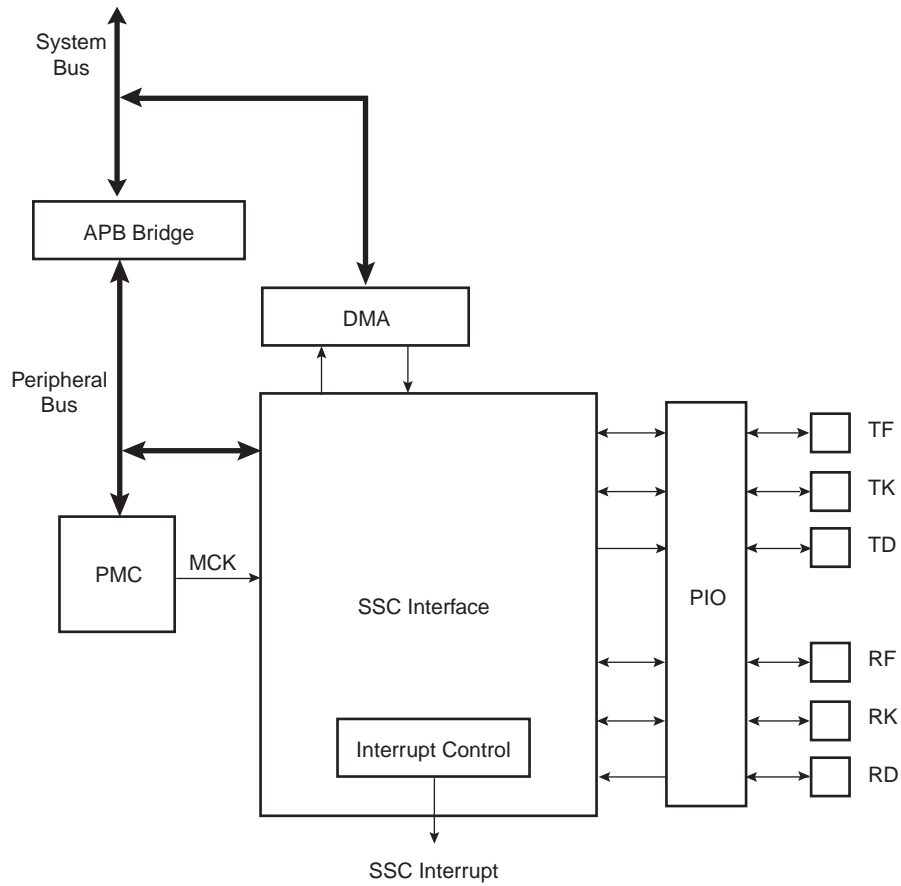 System
Bus
APB Bridge
DMA
Peripheral
Bus
TF
TK
PMC
MCK
TD
SSC Interface
PIO
RF
RK
Interrupt Control
RD
SSC Interrupt